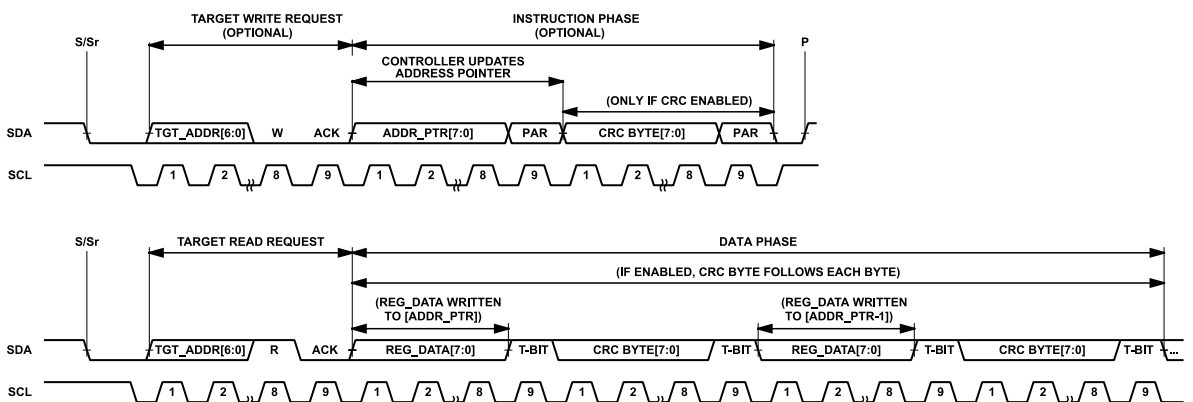 TARGET WRITE REQUEST
(OPTIONAL)
INSTRUCTION PHASE
(OPTIONAL)
S/Sr
P
CONTROLLER UPDATES
ADDRESS POINTER
(ONLY IF CRC ENABLED)
SDA TGT_ADDR[6:0] W ACK ADDR_PTR[7:0] PAR CRC BYTE[7:0] PAR
SCL 1 2 8 9 1 2 8 9 1 2 8 9
S/Sr TARGET READ REQUEST DATA PHASE
(IF ENABLED, CRC BYTE FOLLOWS EACH BYTE)
(REG_DATA WRITTEN
TO [ADDR_PTR])
(REG_DATA WRITTEN
TO [ADDR_PTR-1])
SDA TGT_ADDR[6:0] R ACK REG_DATA[7:0] T-BIT CRC BYTE[7:0] T-BIT REG_DATA[7:0] T-BIT CRC BYTE[7:0] T-BIT ...
SCL 1 2 8 9 1 2 8 9 1 2 8 9 1 2 8 9 1 2 8 9